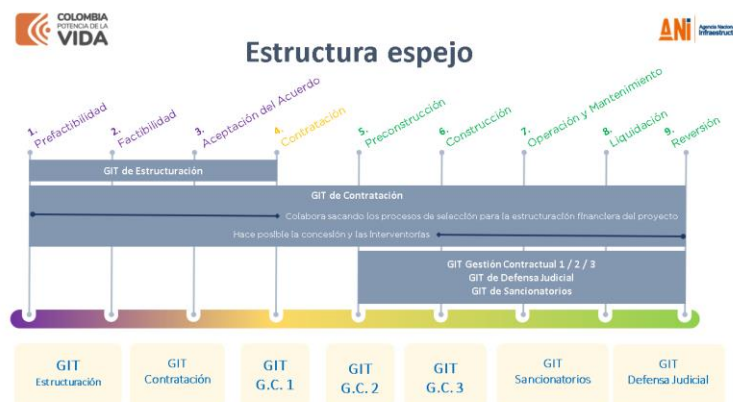 COLOMBIA
POTENCIA DE LA
VIDA
ANI
Agencia Nacional
Infraestruct
Estructura espejo
1.
Prefactibilidad
2.
Factibilidad
3.
Aceptación del Acuerdo
4.
Contratación
5.
Preconstrucción
6.
Construcción
7.
Operación y Mantenimiento
8.
Liquidación
9.
Reversión
GIT de Estructuración
GIT de Contratación
Colabora sacando los procesos de selección para la estructuración financiera del proyecto
Hace posible la concesión y las interventorías
GIT Gestión Contractual 1 / 2 / 3
GIT de Defensa Judicial
GIT de Sancionatorios
GIT
Estructuración
GIT
Contratación
GIT
G.C. 1
GIT
G.C. 2
GIT
G.C. 3
GIT
Sancionatorios
GIT
Defensa Judicial